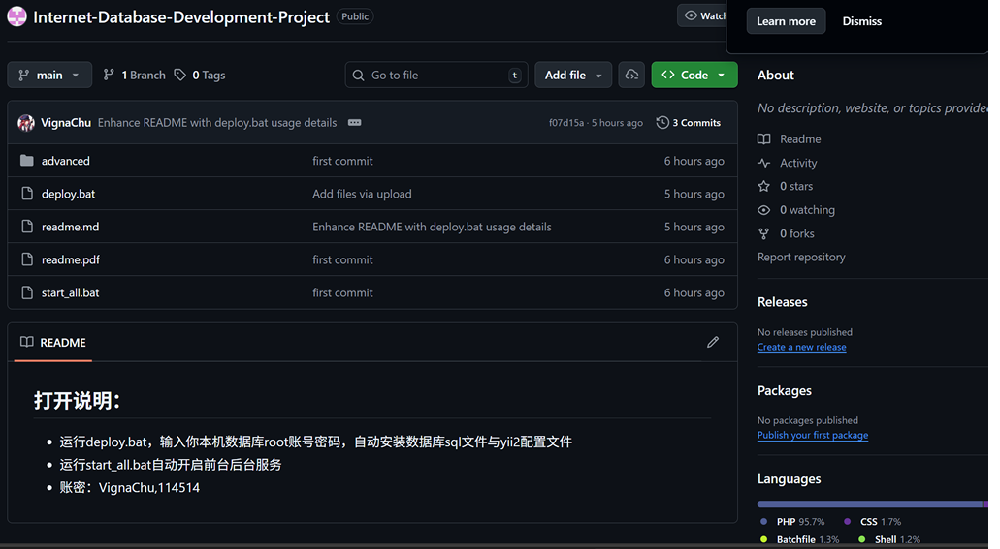 Internet-Database-Development-Project Public
Watch
Learn more Dismiss
main 1 Branch 0 Tags Go to file t Add file Code
VignaChu Enhance README with deploy.bat usage details f07d15a · 5 hours ago 3 Commits
advanced first commit 6 hours ago
deploy.bat Add files via upload 5 hours ago
readme.md Enhance README with deploy.bat usage details 5 hours ago
readme.pdf first commit 6 hours ago
start_all.bat first commit 6 hours ago
README
打开说明：
运行deploy.bat，输入你本机数据库root账号密码，自动安装数据库sql文件与yii2配置文件
运行start_all.bat自动开启前台后台服务
账密：VignaChu,114514
About
No description, website, or topics provide
Readme
Activity
0 stars
0 watching
0 forks
Report repository
Releases
No releases published
Create a new release
Packages
No packages published
Publish your first package
Languages
PHP 95.7% CSS 1.7%
Batchfile 1.3% Shell 1.2%